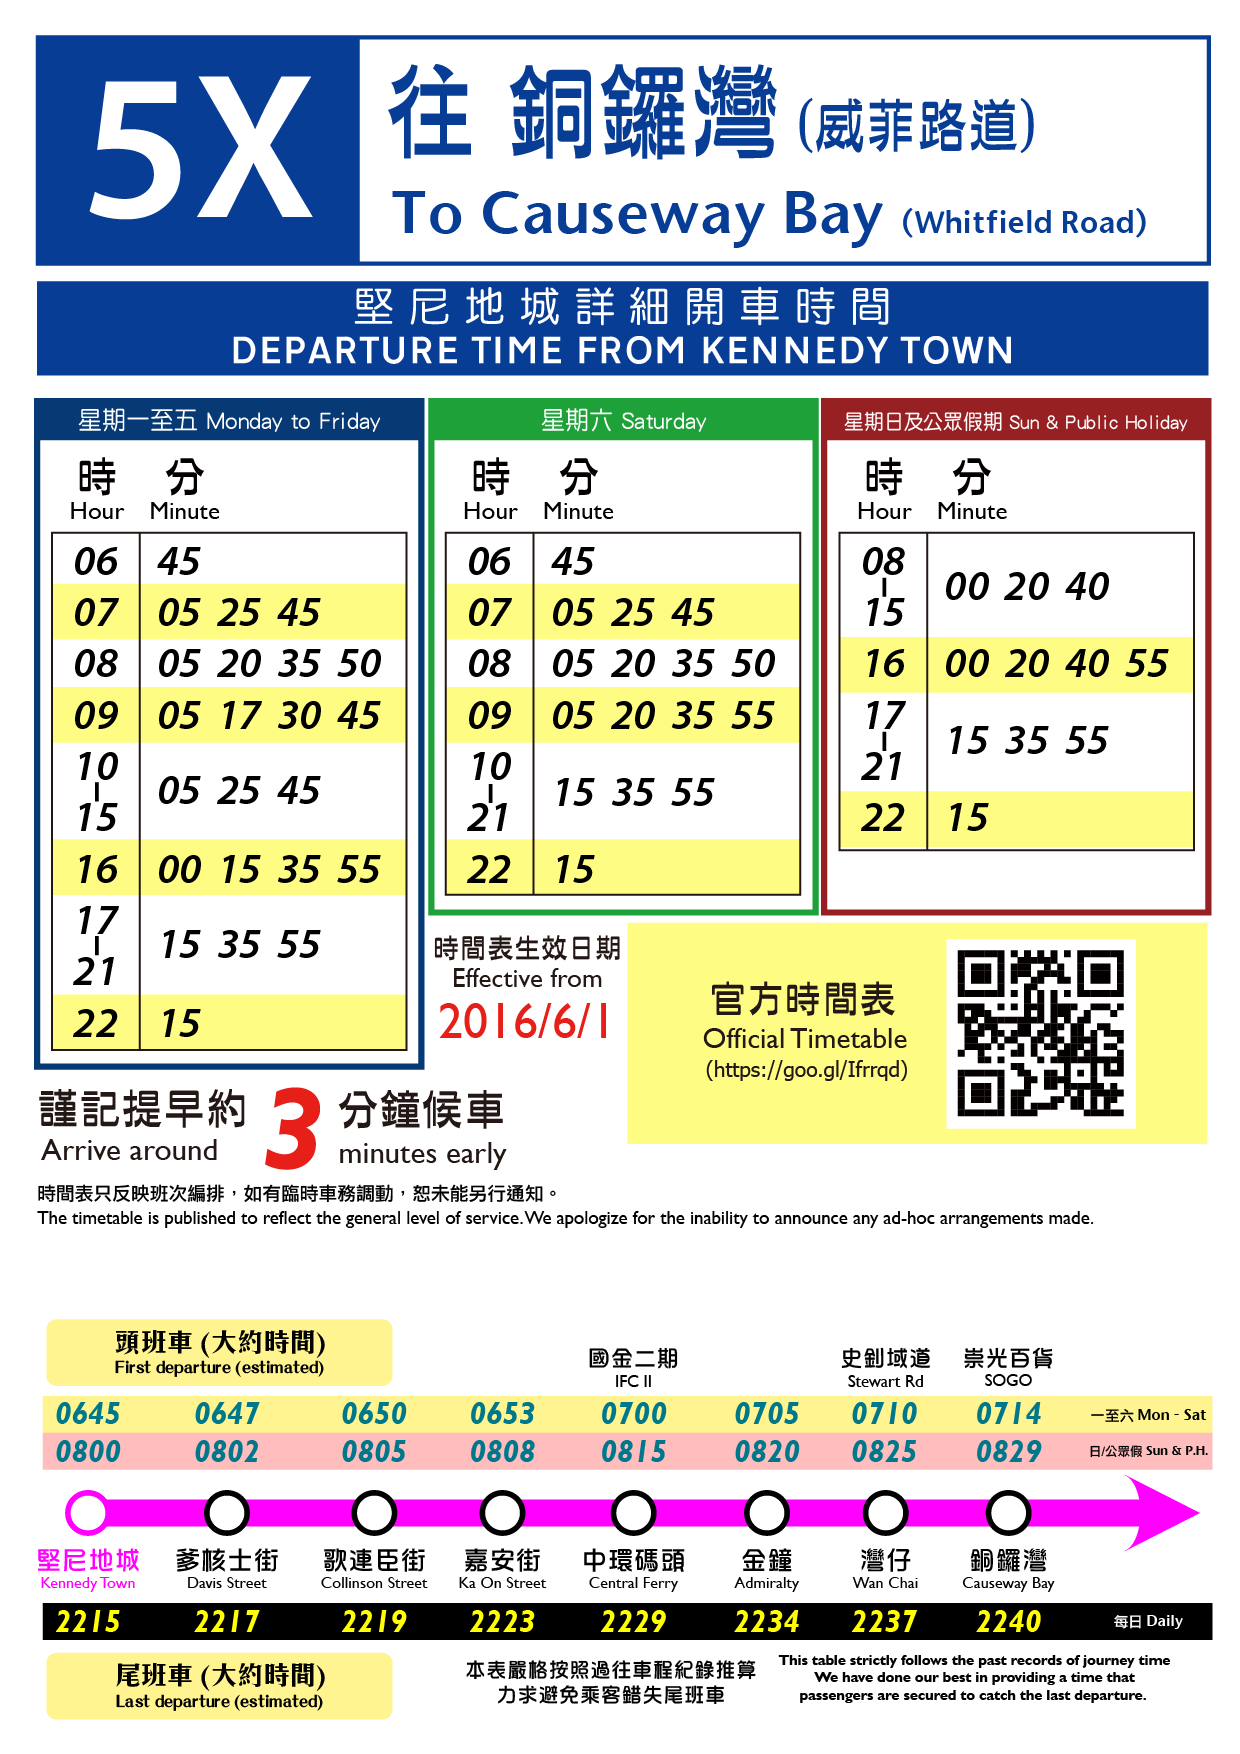 5X
往 銅鑼灣 (威菲路道)
To Causeway Bay (Whitfield Road)
堅尼地城詳細開車時間
DEPARTURE TIME FROM KENNEDY TOWN
星期一至五 Monday to Friday
時 分
Hour Minute
06 45
07 05 25 45
08 05 20 35 50
09 05 17 30 45
10 | 15 05 25 45
16 00 15 35 55
17 | 21 15 35 55
22 15
星期六 Saturday
時 分
Hour Minute
06 45
07 05 25 45
08 05 20 35 50
09 05 20 35 55
10 | 21 15 35 55
22 15
星期日及公眾假期 Sun & Public Holiday
時 分
Hour Minute
08 | 15 00 20 40
16 00 20 40 55
17 | 21 15 35 55
22 15
時間表生效日期
Effective from
2016/6/1
官方時間表
Official Timetable
(https://goo.gl/Ifrrqd)
謹記提早約 3 分鐘候車
Arrive around minutes early
時間表只反映班次編排，如有臨時車務調動，恕未能另行通知。
The timetable is published to reflect the general level of service. We apologize for the inability to announce any ad-hoc arrangements made.
頭班車 (大約時間)
First departure (estimated)
國金二期 史釗域道 崇光百貨
IFC II Stewart Rd SOGO
0645 0647 0650 0653 0700 0705 0710 0714 一至六 Mon - Sat
0800 0802 0805 0808 0815 0820 0825 0829 日/公眾假 Sun & P.H.
堅尼地城 爹核士街 歌連臣街 嘉安街 中環碼頭 金鐘 灣仔 銅鑼灣
Kennedy Town Davis Street Collinson Street Ka On Street Central Ferry Admiralty Wan Chai Causeway Bay
2215 2217 2219 2223 2229 2234 2237 2240 每日 Daily
尾班車 (大約時間)
Last departure (estimated)
本表嚴格按照過往車程紀錄推算
力求避免乘客錯失尾班車
This table strictly follows the past records of journey time
We have done our best in providing a time that
passengers are secured to catch the last departure.